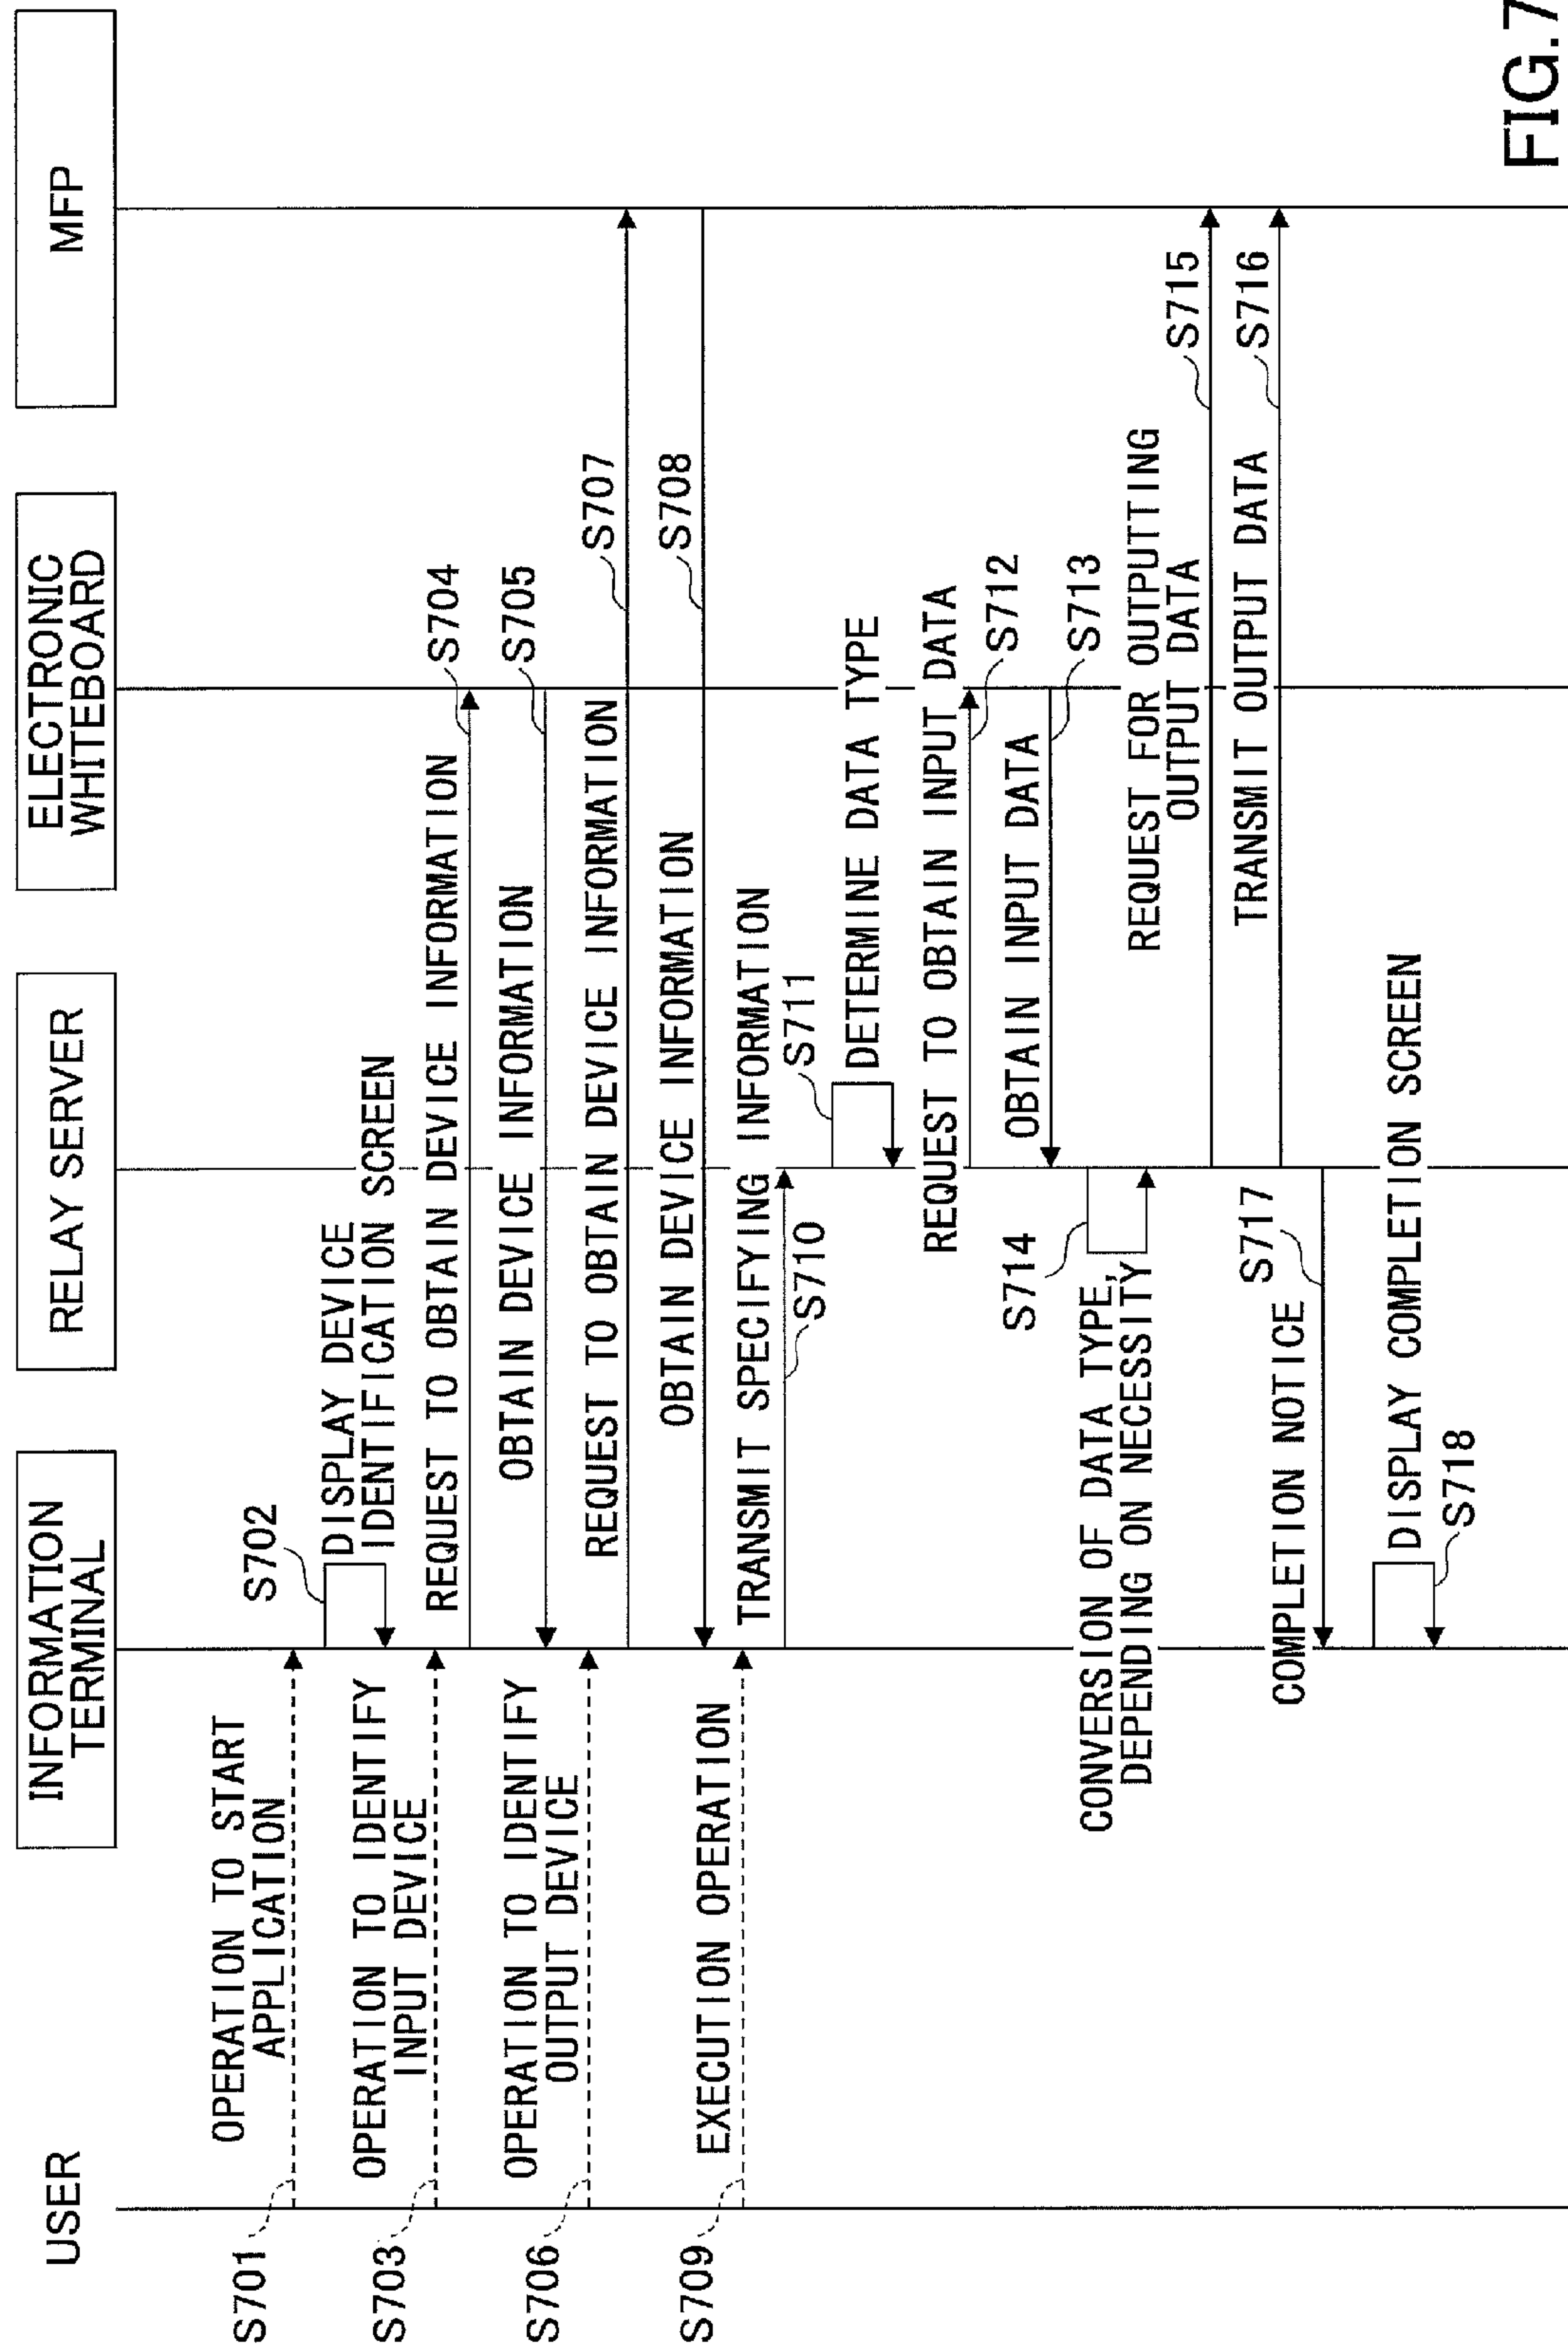 USER
INFORMATION
TERMINAL
RELAY SERVER
ELECTRONIC
WHITEBOARD
MFP
S701
OPERATION TO START
APPLICATION
S702
DISPLAY DEVICE
IDENTIFICATION SCREEN
S703
OPERATION TO IDENTIFY
INPUT DEVICE
REQUEST TO OBTAIN DEVICE INFORMATION
S704
OBTAIN DEVICE INFORMATION
S705
S706
OPERATION TO IDENTIFY
OUTPUT DEVICE
REQUEST TO OBTAIN DEVICE INFORMATION
S707
OBTAIN DEVICE INFORMATION
S708
S709
EXECUTION OPERATION
TRANSMIT SPECIFYING INFORMATION
S710
S711
DETERMINE DATA TYPE
REQUEST TO OBTAIN INPUT DATA
S712
OBTAIN INPUT DATA
S713
S714
CONVERSION OF DATA TYPE,
DEPENDING ON NECESSITY
REQUEST FOR OUTPUTTING
OUTPUT DATA
S715
TRANSMIT OUTPUT DATA
S716
COMPLETION NOTICE
S717
DISPLAY COMPLETION SCREEN
S718
FIG.7